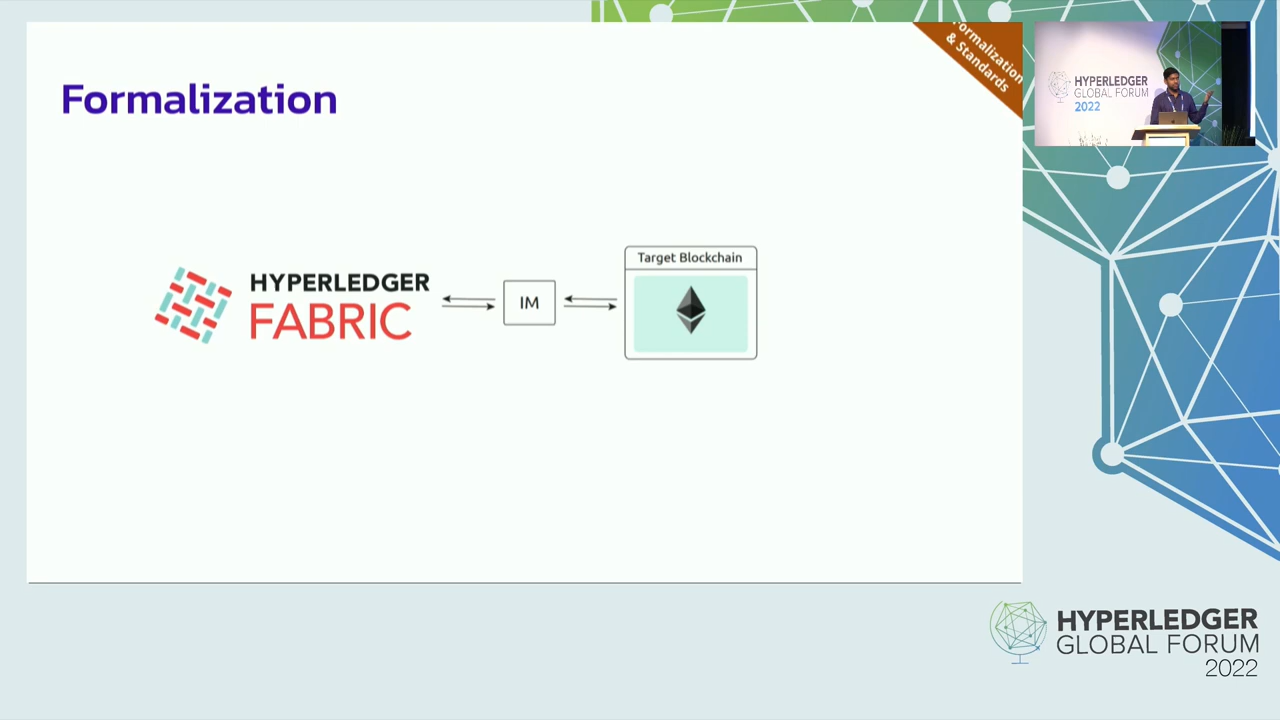 Formalization
Formalization
& Standards
HYPERLEDGER
GLOBAL FORUM
2022
HYPERLEDGER
FABRIC
IM
Target Blockchain
HYPERLEDGER
GLOBAL FORUM
2022